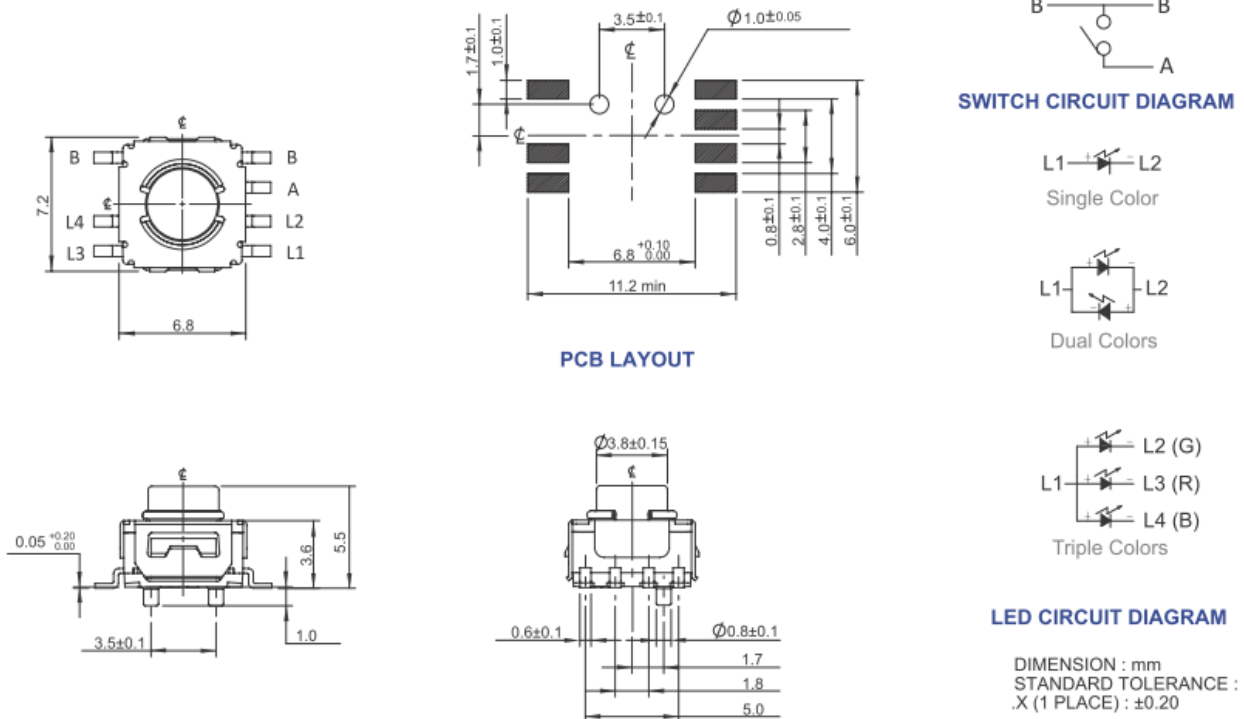 3.5±0.1
Ø1.0±0.05
1.7±0.1
1.0±0.1
℄
℄
0.8±0.1
2.8±0.1
4.0±0.1
6.0±0.1
6.8 +0.10 0.00
11.2 min
PCB LAYOUT
℄
B B
A
℄
L4 L2
L3 L1
7.2
6.8
B B
A
SWITCH CIRCUIT DIAGRAM
L1 + - L2
Single Color
+ -
L1 L2
- +
Dual Colors
+ - L2 (G)
L1 + - L3 (R)
+ - L4 (B)
Triple Colors
LED CIRCUIT DIAGRAM
DIMENSION : mm
STANDARD TOLERANCE :
.X (1 PLACE) : ±0.20
℄
0.05 +0.20 0.00
3.6
5.5
3.5±0.1
1.0
Ø3.8±0.15
℄
0.6±0.1
Ø0.8±0.1
1.7
1.8
5.0